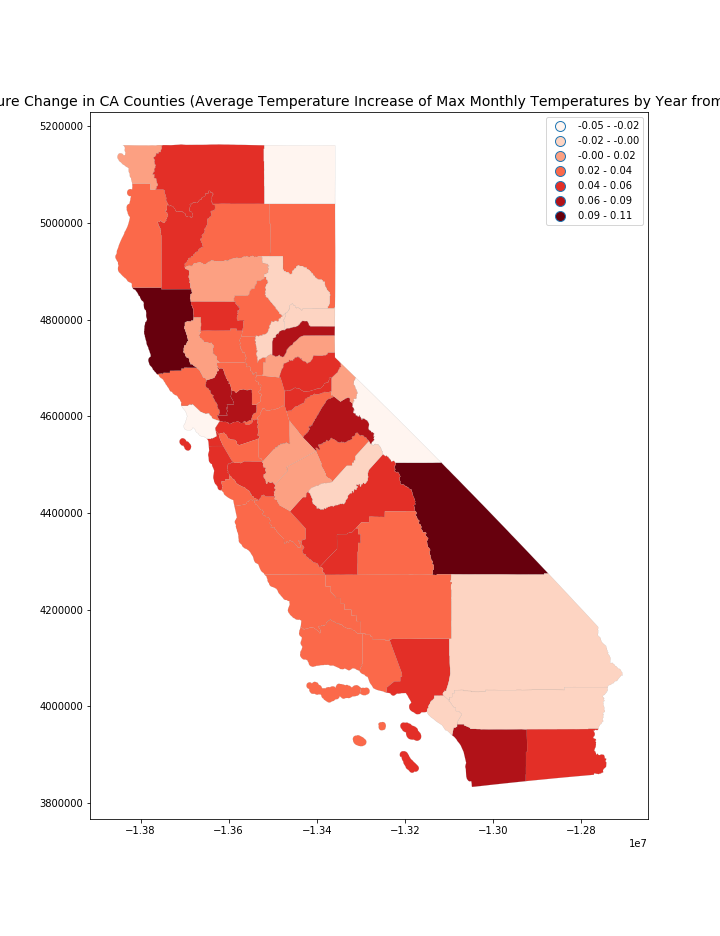 ure Change in CA Counties (Average Temperature Increase of Max Monthly Temperatures by Year from
5200000
5000000
4800000
4600000
4400000
4200000
4000000
3800000
-0.05 - -0.02
-0.02 - -0.00
-0.00 - 0.02
0.02 - 0.04
0.04 - 0.06
0.06 - 0.09
0.09 - 0.11
−1.38 −1.36 −1.34 −1.32 −1.30 −1.28
1e7